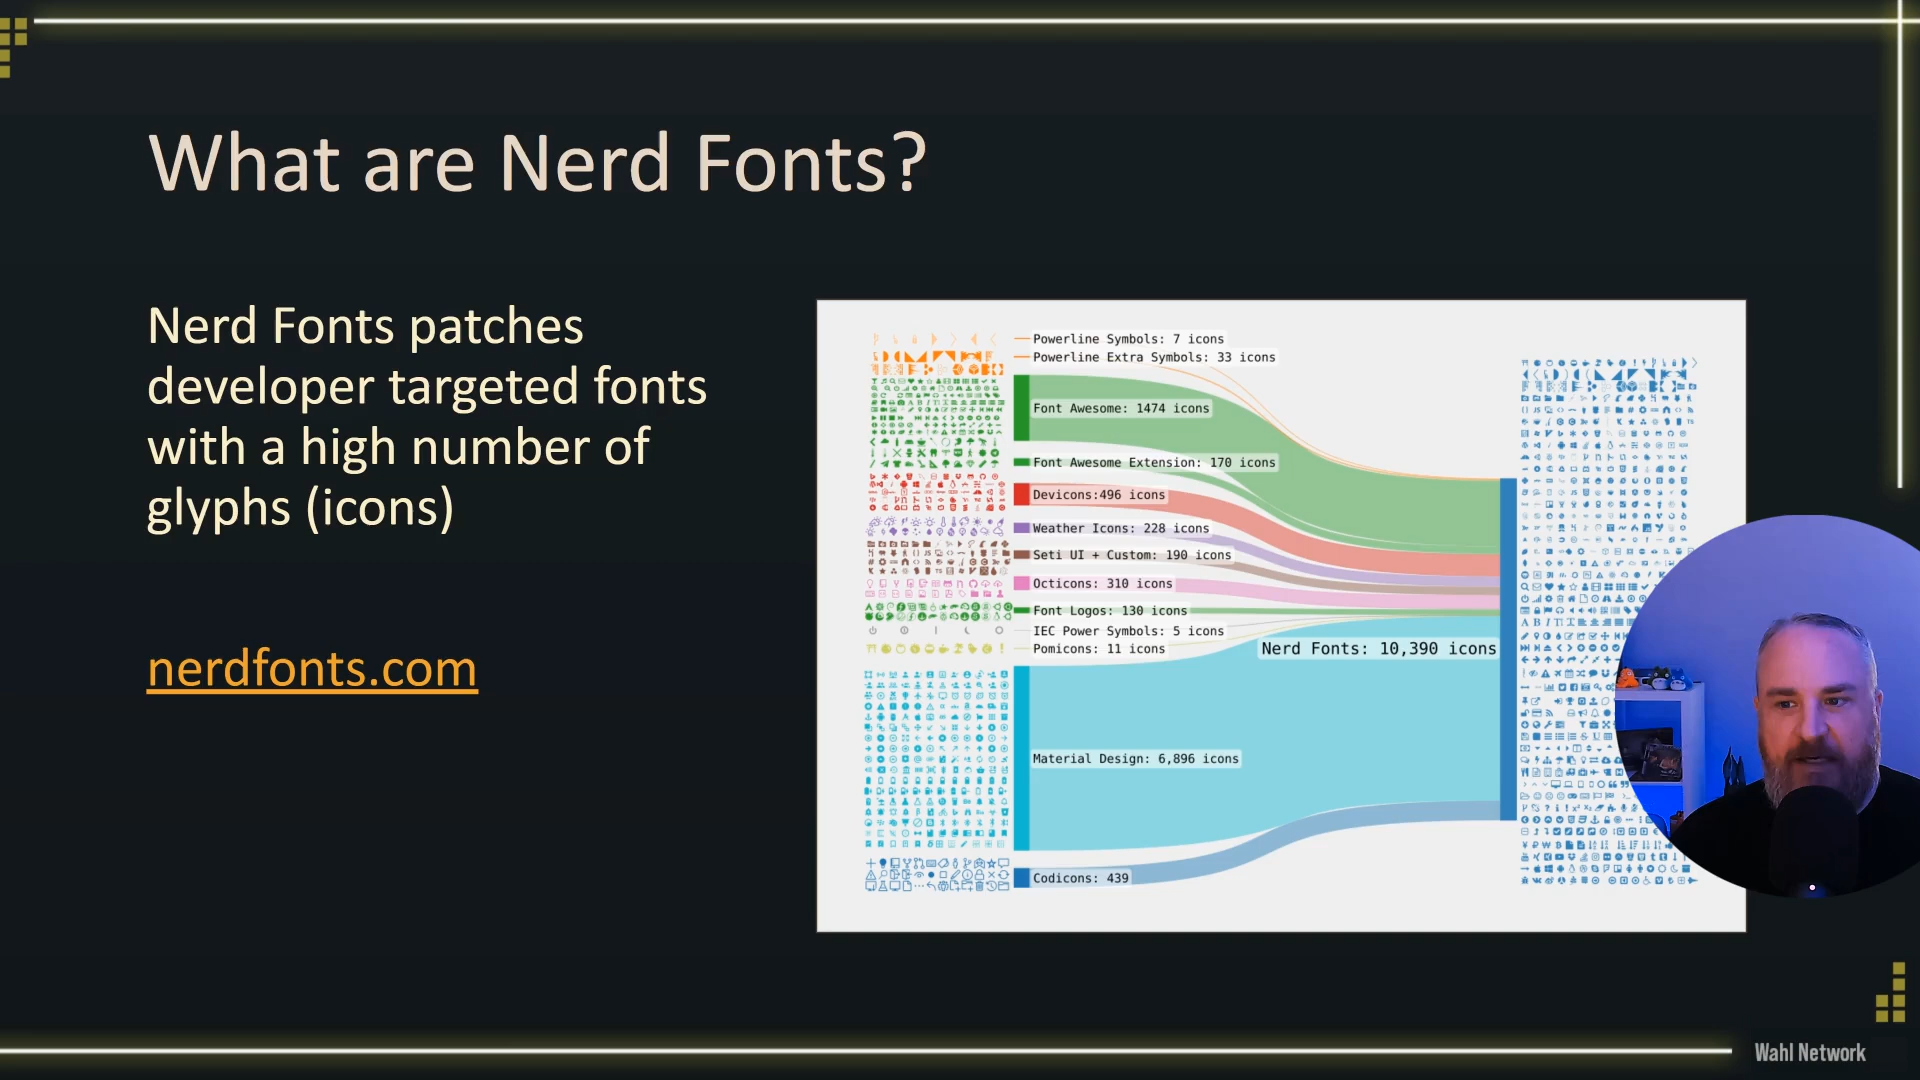 What are Nerd Fonts?
Nerd Fonts patches
developer targeted fonts
with a high number of
glyphs (icons)
nerdfonts.com
Powerline Symbols: 7 icons
Powerline Extra Symbols: 33 icons
Font Awesome: 1474 icons
Font Awesome Extension: 170 icons
Devicons:496 icons
Weather Icons: 228 icons
Seti UI + Custom: 190 icons
Octicons: 310 icons
Font Logos: 130 icons
IEC Power Symbols: 5 icons
Pomicons: 11 icons
Nerd Fonts: 10,390 icons
Material Design: 6,896 icons
Codicons: 439
Wahl Network